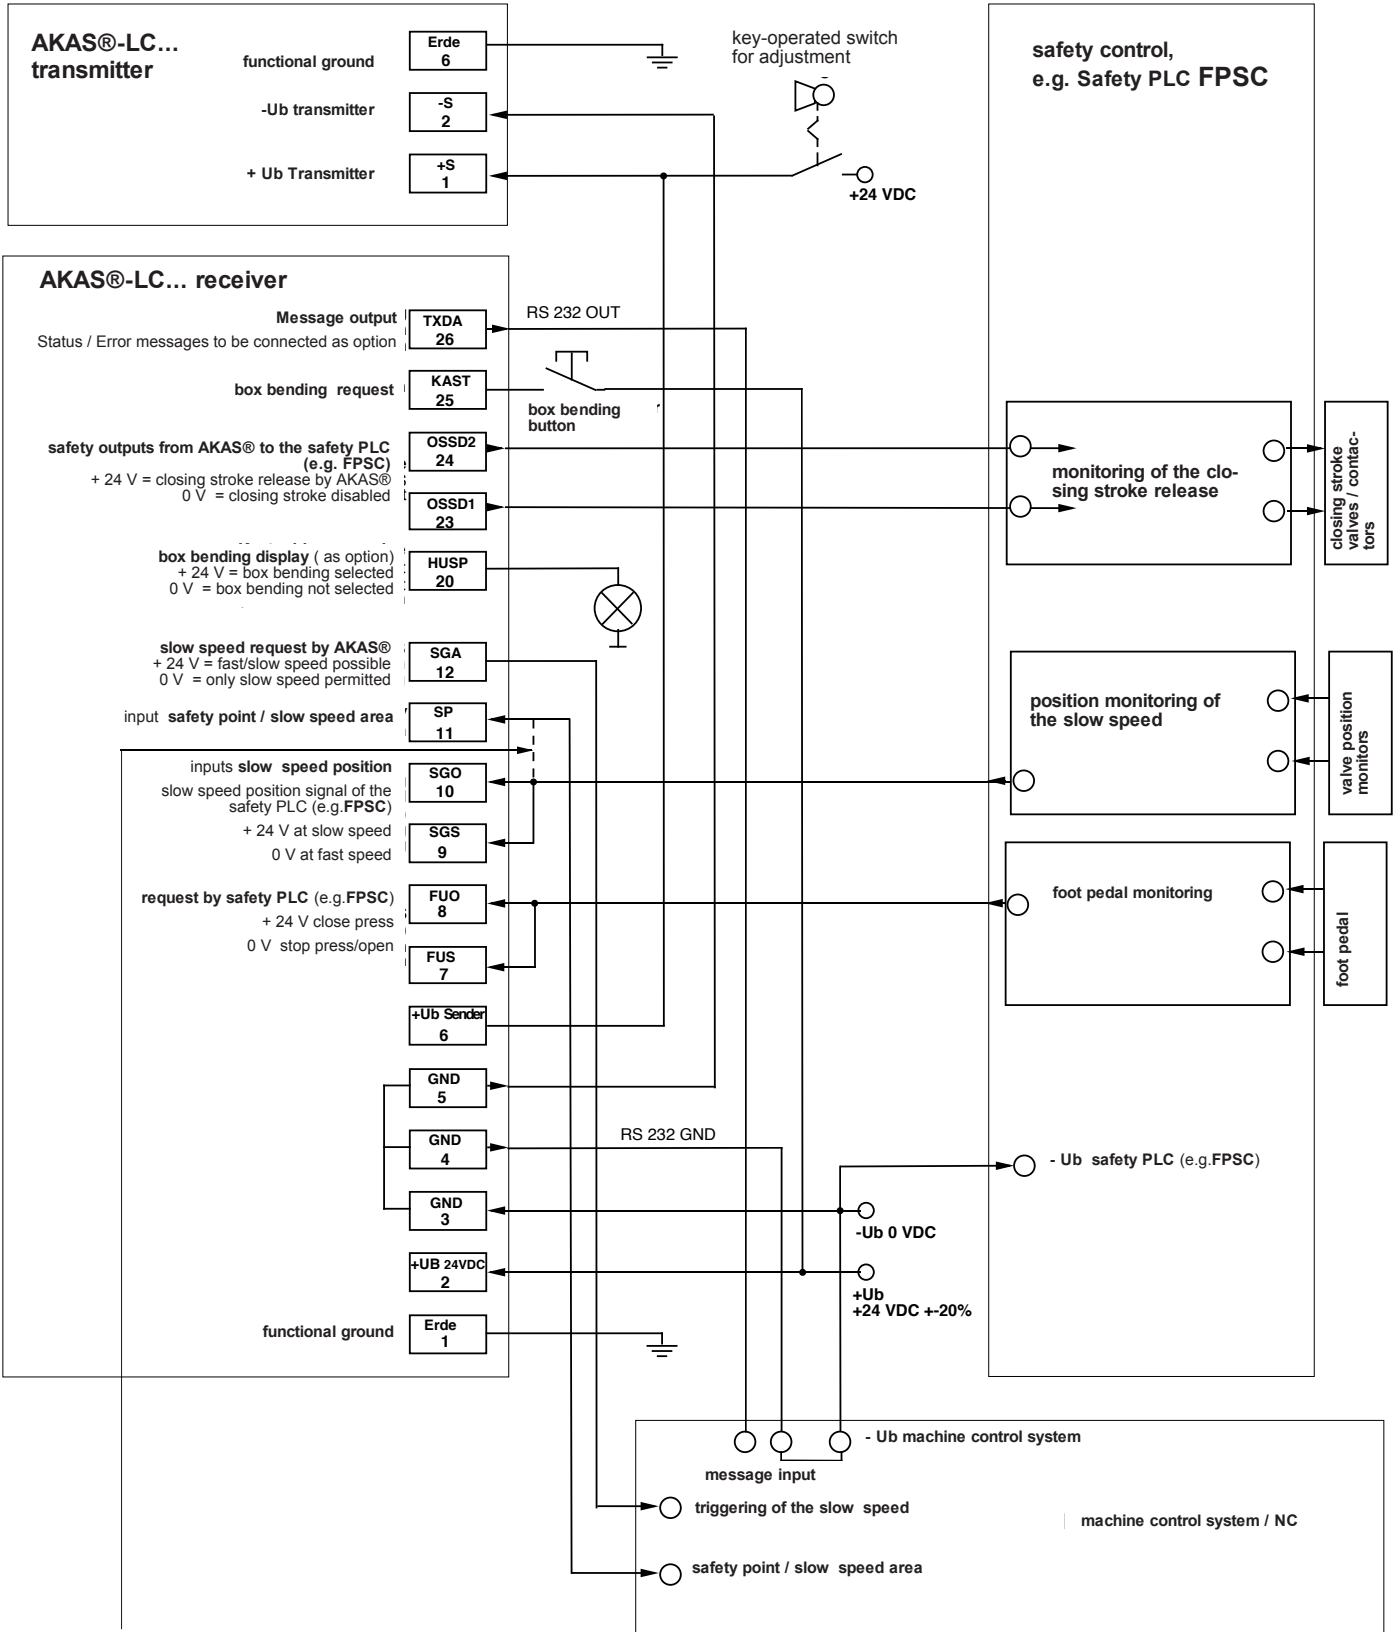 AKAS®-LC...
transmitter
functional ground
Erde
6
-Ub transmitter
-S
2
+ Ub Transmitter
+S
1
key-operated switch
for adjustment
+24 VDC
safety control,
e.g. Safety PLC FPSC
AKAS®-LC... receiver
Message output
Status / Error messages to be connected as option
TXDA
26
RS 232 OUT
box bending request
KAST
25
box bending
button
safety outputs from AKAS® to the safety PLC
(e.g. FPSC)
+ 24 V = closing stroke release by AKAS®
0 V = closing stroke disabled
OSSD2
24
OSSD1
23
monitoring of the clo-
sing stroke release
closing stroke
valves / contac-
tors
box bending display ( as option)
+ 24 V = box bending selected
0 V = box bending not selected
HUSP
20
slow speed request by AKAS®
+ 24 V = fast/slow speed possible
0 V = only slow speed permitted
SGA
12
input safety point / slow speed area
SP
11
position monitoring of
the slow speed
valve position
monitors
inputs slow speed position
slow speed position signal of the
safety PLC (e.g.FPSC)
+ 24 V at slow speed
0 V at fast speed
SGO
10
SGS
9
request by safety PLC (e.g.FPSC)
+ 24 V close press
0 V stop press/open
FUO
8
FUS
7
foot pedal monitoring
foot pedal
+Ub Sender
6
GND
5
GND
4
RS 232 GND
- Ub safety PLC (e.g.FPSC)
GND
3
-Ub 0 VDC
+UB 24VDC
2
+Ub
+24 VDC +-20%
functional ground
Erde
1
- Ub machine control system
message input
triggering of the slow speed
machine control system / NC
safety point / slow speed area